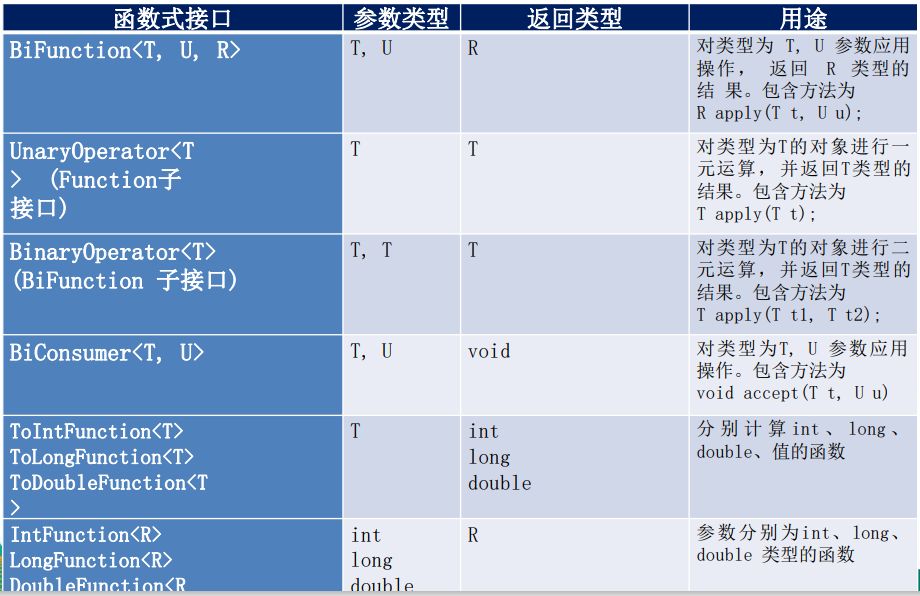 函数式接口 参数类型 返回类型 用途
BiFunction<T, U, R>
T, U
R
对类型为 T, U 参数应用
操作， 返回 R 类型的
结 果。包含方法为
R apply(T t, U u);
UnaryOperator<T
> (Function子
接口)
T
T
对类型为T的对象进行一
元运算，并返回T类型的
结果。包含方法为
T apply(T t);
BinaryOperator<T>
(BiFunction 子接口)
T, T
T
对类型为T的对象进行二
元运算，并返回T类型的
结果。包含方法为
T apply(T t1, T t2);
BiConsumer<T, U>
T, U
void
对类型为T, U 参数应用
操作。包含方法为
void accept(T t, U u)
ToIntFunction<T>
ToLongFunction<T>
ToDoubleFunction<T
>
T
int
long
double
分别计算int、long、
double、值的函数
IntFunction<R>
LongFunction<R>
DoubleFunction<R
int
long
double
R
参数分别为int、long、
double 类型的函数